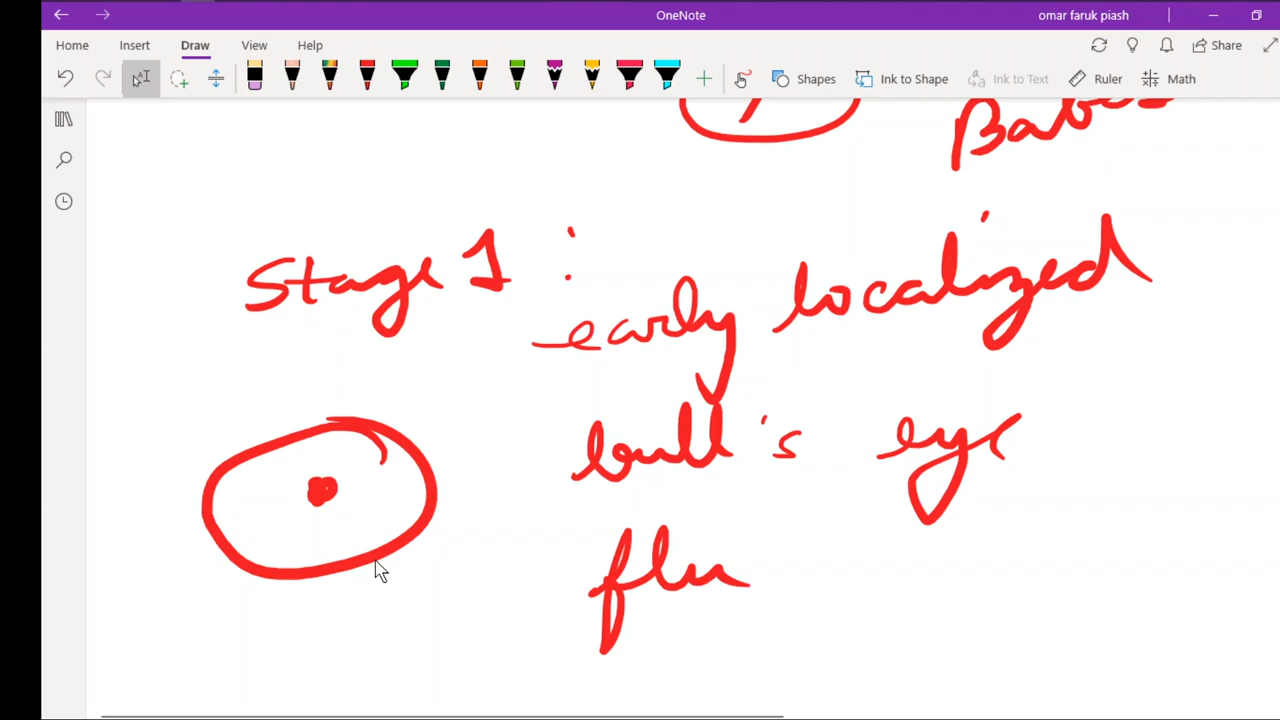 OneNote
omar faruk piash
Home Insert Draw View Help
Share
Shapes Ink to Shape Ink to Text Ruler Math
Stage 1 :
early localized
bull's eye
flu